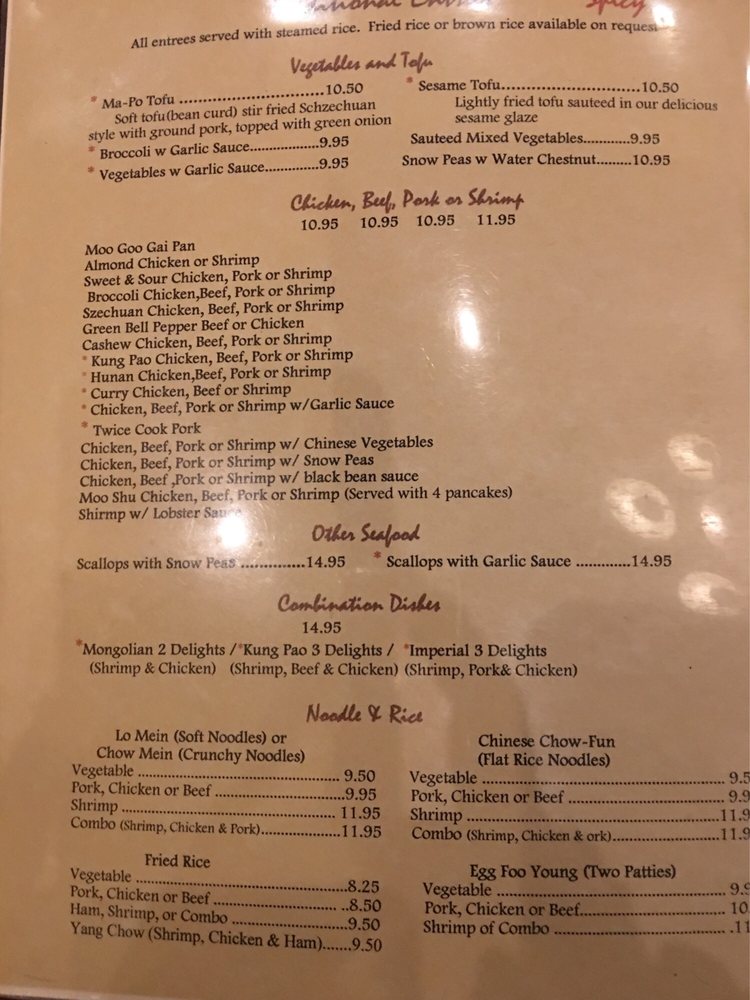 Spicy
All entrees served with steamed rice. Fried rice or brown rice available on request
Vegetables and Tofu
* Ma-Po Tofu ..............................10.50
Soft tofu(bean curd) stir fried Schzechuan
style with ground pork, topped with green onion
* Broccoli w Garlic Sauce...................9.95
* Vegetables w Garlic Sauce...............9.95
* Sesame Tofu.............................10.50
Lightly fried tofu sauteed in our delicious
sesame glaze
Sauteed Mixed Vegetables............9.95
Snow Peas w Water Chestnut.........10.95
Chicken, Beef, Pork or Shrimp
10.95 10.95 10.95 11.95
Moo Goo Gai Pan
Almond Chicken or Shrimp
Sweet & Sour Chicken, Pork or Shrimp
Broccoli Chicken,Beef, Pork or Shrimp
Szechuan Chicken, Beef, Pork or Shrimp
Green Bell Pepper Beef or Chicken
Cashew Chicken, Beef, Pork or Shrimp
* Kung Pao Chicken, Beef, Pork or Shrimp
* Hunan Chicken,Beef, Pork or Shrimp
* Curry Chicken, Beef or Shrimp
* Chicken, Beef, Pork or Shrimp w/Garlic Sauce
* Twice Cook Pork
Chicken, Beef, Pork or Shrimp w/ Chinese Vegetables
Chicken, Beef, Pork or Shrimp w/ Snow Peas
Chicken, Beef ,Pork or Shrimp w/ black bean sauce
Moo Shu Chicken, Beef, Pork or Shrimp (Served with 4 pancakes)
Shirmp w/ Lobster Sauce
Other Seafood
Scallops with Snow Peas ...............14.95 * Scallops with Garlic Sauce .............14.95
Combination Dishes
14.95
*Mongolian 2 Delights /*Kung Pao 3 Delights / *Imperial 3 Delights
(Shrimp & Chicken) (Shrimp, Beef & Chicken) (Shrimp, Pork& Chicken)
Noodle & Rice
Lo Mein (Soft Noodles) or
Chow Mein (Crunchy Noodles)
Vegetable .............................................. 9.50
Pork, Chicken or Beef ..............................9.95
Shrimp ................................................. 11.95
Combo (Shrimp, Chicken & Pork)...................11.95
Chinese Chow-Fun
(Flat Rice Noodles)
Vegetable ....................................................... 9.5
Pork, Chicken or Beef ................................... 9.9
Shrimp .........................................................11.9
Combo (Shrimp, Chicken & ork).........................11.9
Fried Rice
Vegetable ................................................8.25
Pork, Chicken or Beef ............................ ..8.50
Ham, Shrimp, or Combo ..........................9.50
Yang Chow (Shrimp, Chicken & Ham).......9.50
Egg Foo Young (Two Patties)
Vegetable .................................................... 9.9
Pork, Chicken or Beef................................. 10
Shrimp of Combo ....................................... .11